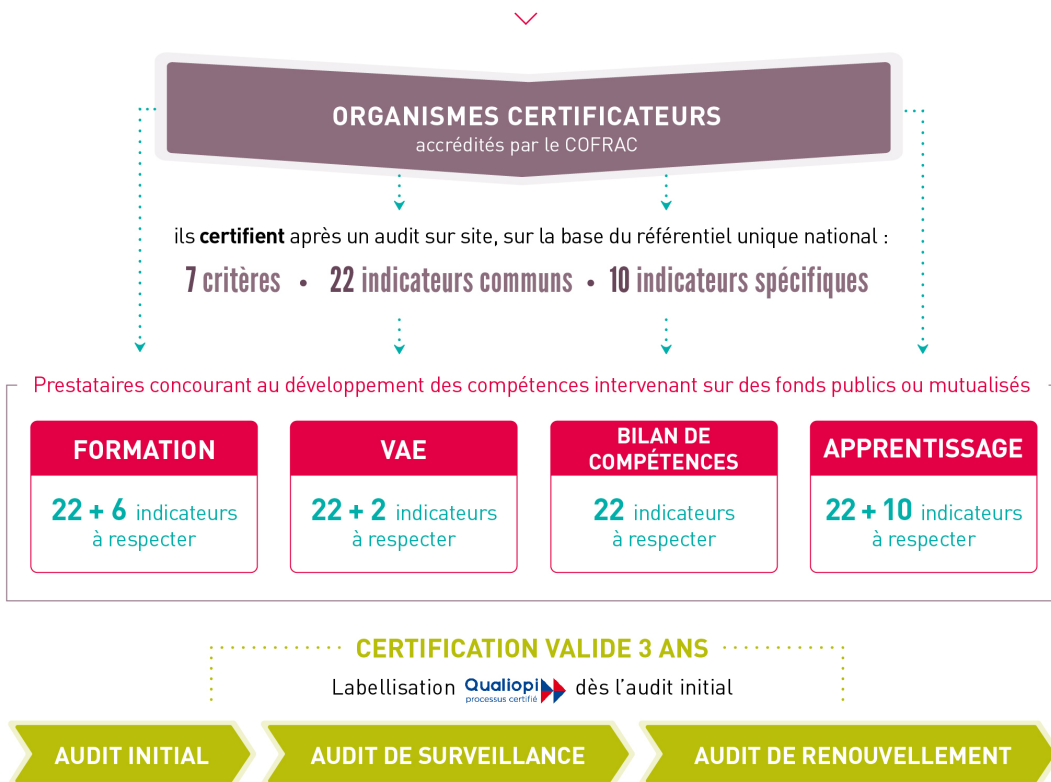 ORGANISMES CERTIFICATEURS
accrédités par le COFRAC
ils certifient après un audit sur site, sur la base du référentiel unique national :
7 critères • 22 indicateurs communs • 10 indicateurs spécifiques
Prestataires concourant au développement des compétences intervenant sur des fonds publics ou mutualisés
FORMATION
22 + 6 indicateurs
à respecter
VAE
22 + 2 indicateurs
à respecter
BILAN DE
COMPÉTENCES
22 indicateurs
à respecter
APPRENTISSAGE
22 + 10 indicateurs
à respecter
CERTIFICATION VALIDE 3 ANS
Labellisation Qualiopi processus certifié dès l'audit initial
AUDIT INITIAL
AUDIT DE SURVEILLANCE
AUDIT DE RENOUVELLEMENT